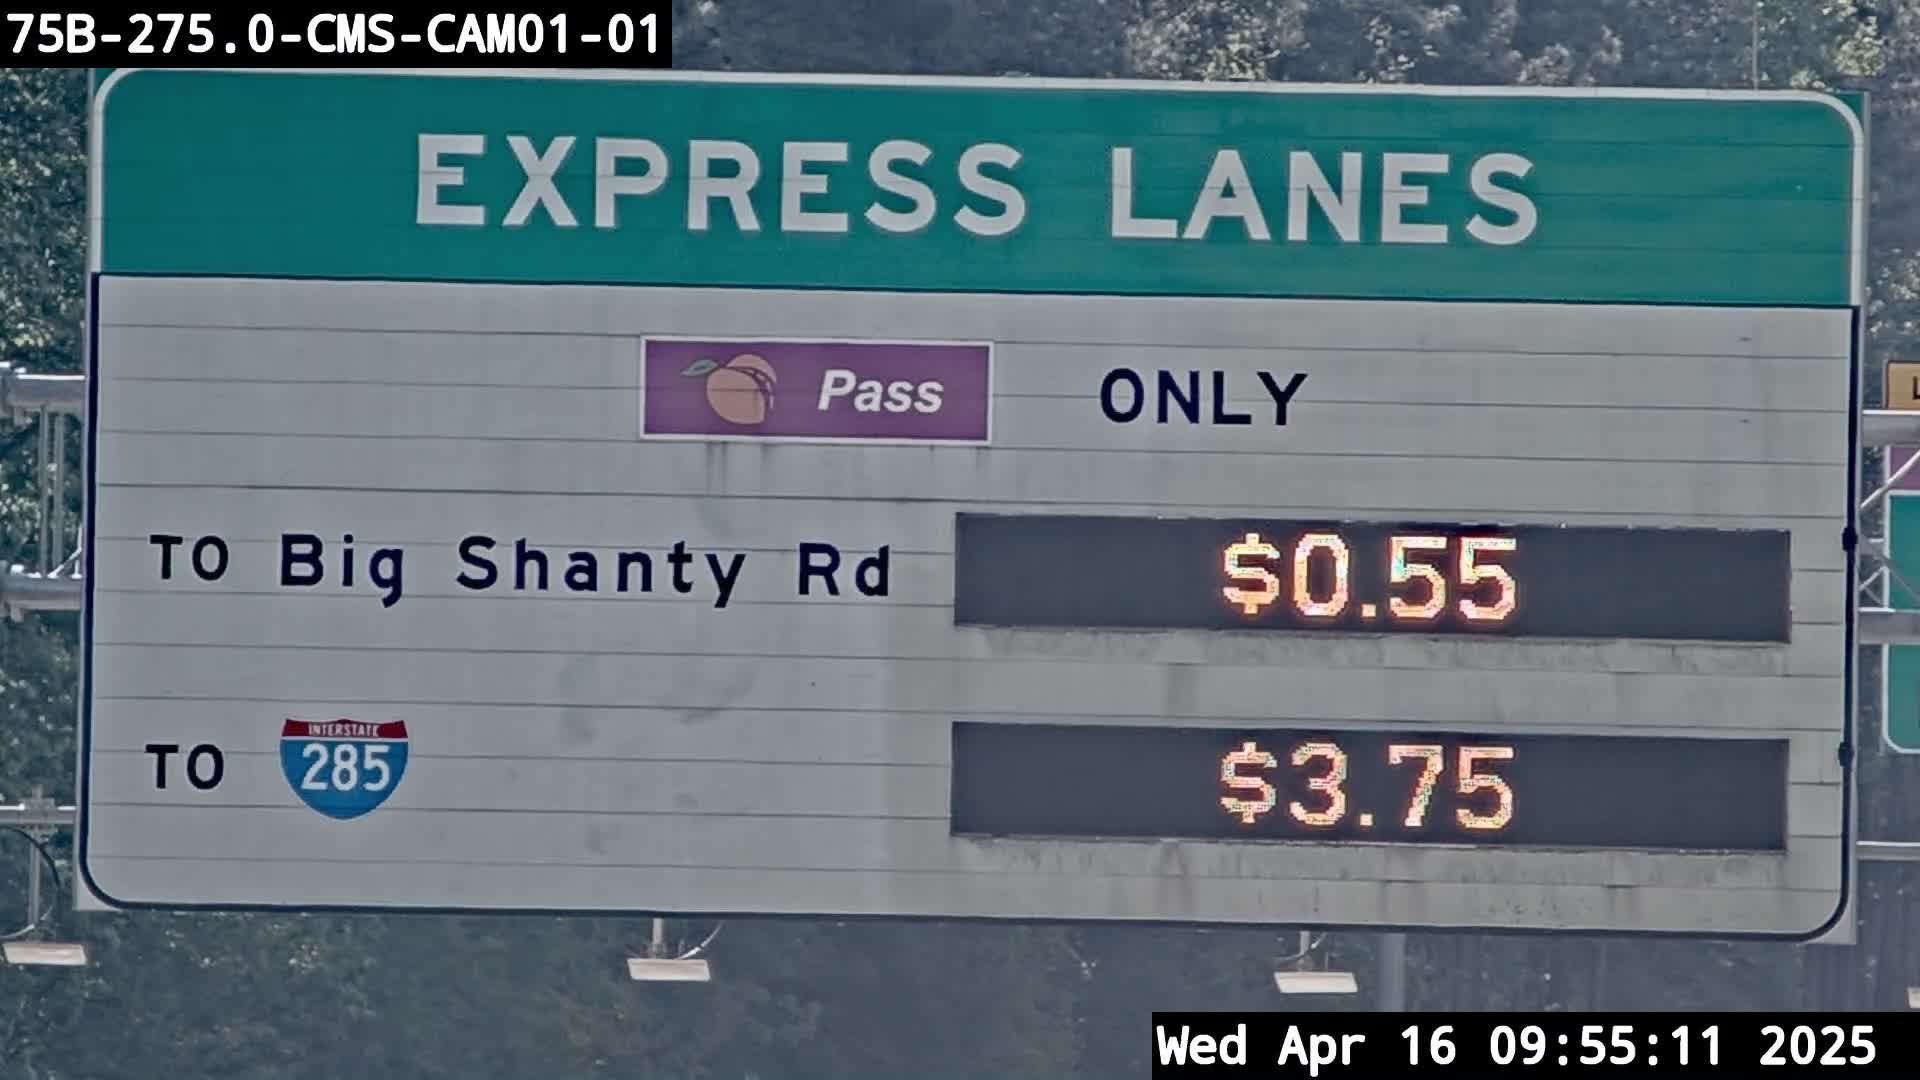 75B-275.0-CMS-CAM01-01
EXPRESS LANES
Pass ONLY
TO Big Shanty Rd $0.55
INTERSTATE
TO 285 $3.75
Wed Apr 16 09:55:11 2025